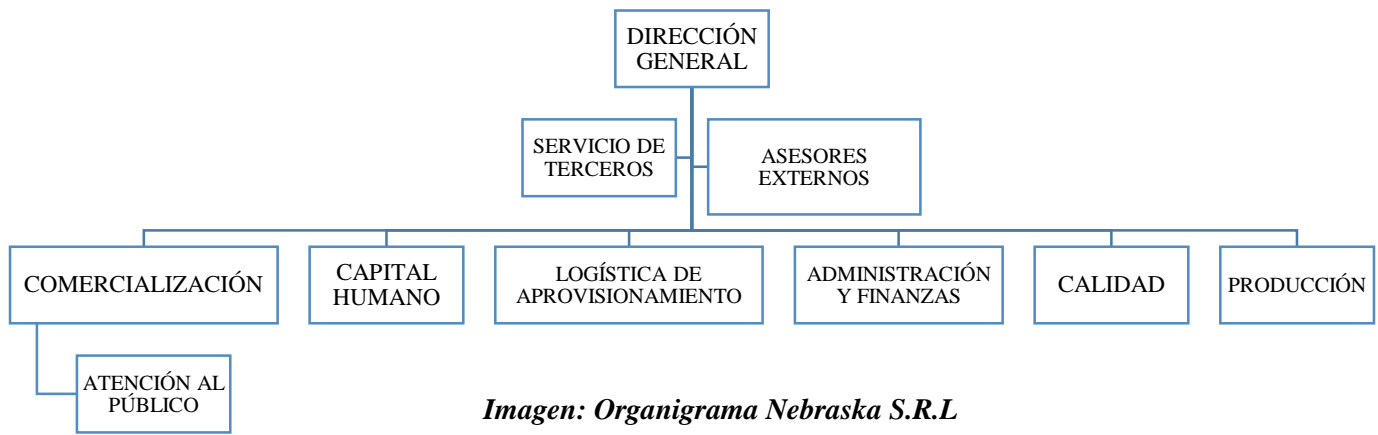 DIRECCIÓN
GENERAL
SERVICIO DE
TERCEROS
ASESORES
EXTERNOS
COMERCIALIZACIÓN
CAPITAL
HUMANO
LOGÍSTICA DE
APROVISIONAMIENTO
ADMINISTRACIÓN
Y FINANZAS
CALIDAD
PRODUCCIÓN
ATENCIÓN AL
PÚBLICO
Imagen: Organigrama Nebraska S.R.L